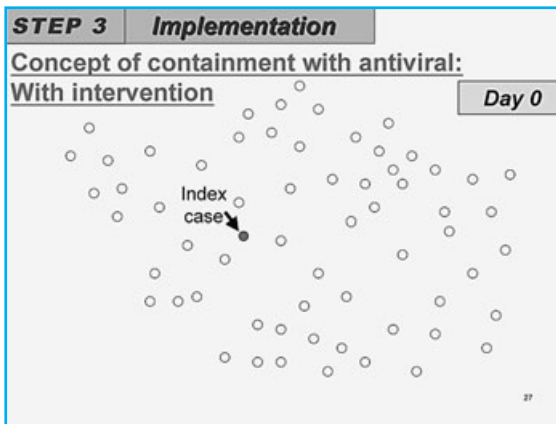 STEP 3 Implementation
Concept of containment with antiviral:
With intervention
Day 0
Index
case
27